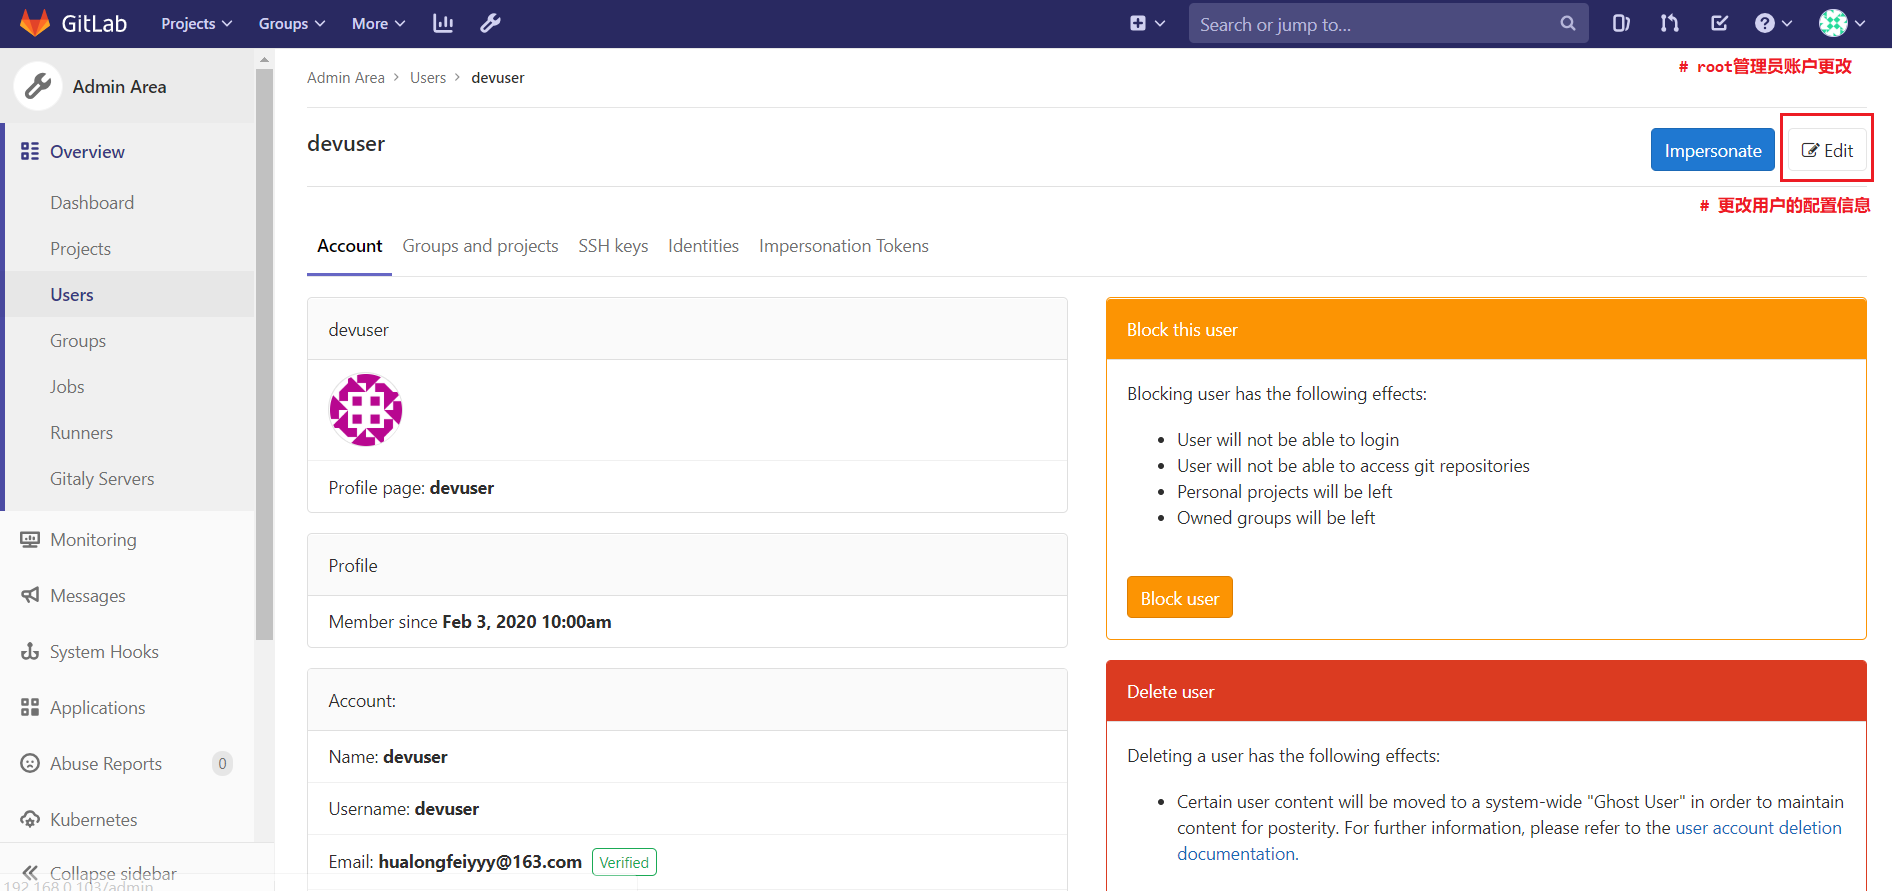 GitLab Projects Groups More Search or jump to...
Admin Area
Overview
Dashboard
Projects
Users
Groups
Jobs
Runners
Gitaly Servers
Monitoring
Messages
System Hooks
Applications
Abuse Reports 0
Kubernetes
Collapse sidebar
192.168.0.103/admin
Admin Area > Users > devuser
# root管理员账户更改
devuser
Impersonate
Edit
# 更改用户的配置信息
Account Groups and projects SSH keys Identities Impersonation Tokens
devuser
Profile page: devuser
Profile
Member since Feb 3, 2020 10:00am
Account:
Name: devuser
Username: devuser
Email: hualongfeiyyy@163.com Verified
Block this user
Blocking user has the following effects:
• User will not be able to login
• User will not be able to access git repositories
• Personal projects will be left
• Owned groups will be left
Block user
Delete user
Deleting a user has the following effects:
• Certain user content will be moved to a system-wide "Ghost User" in order to maintain
content for posterity. For further information, please refer to the user account deletion
documentation.